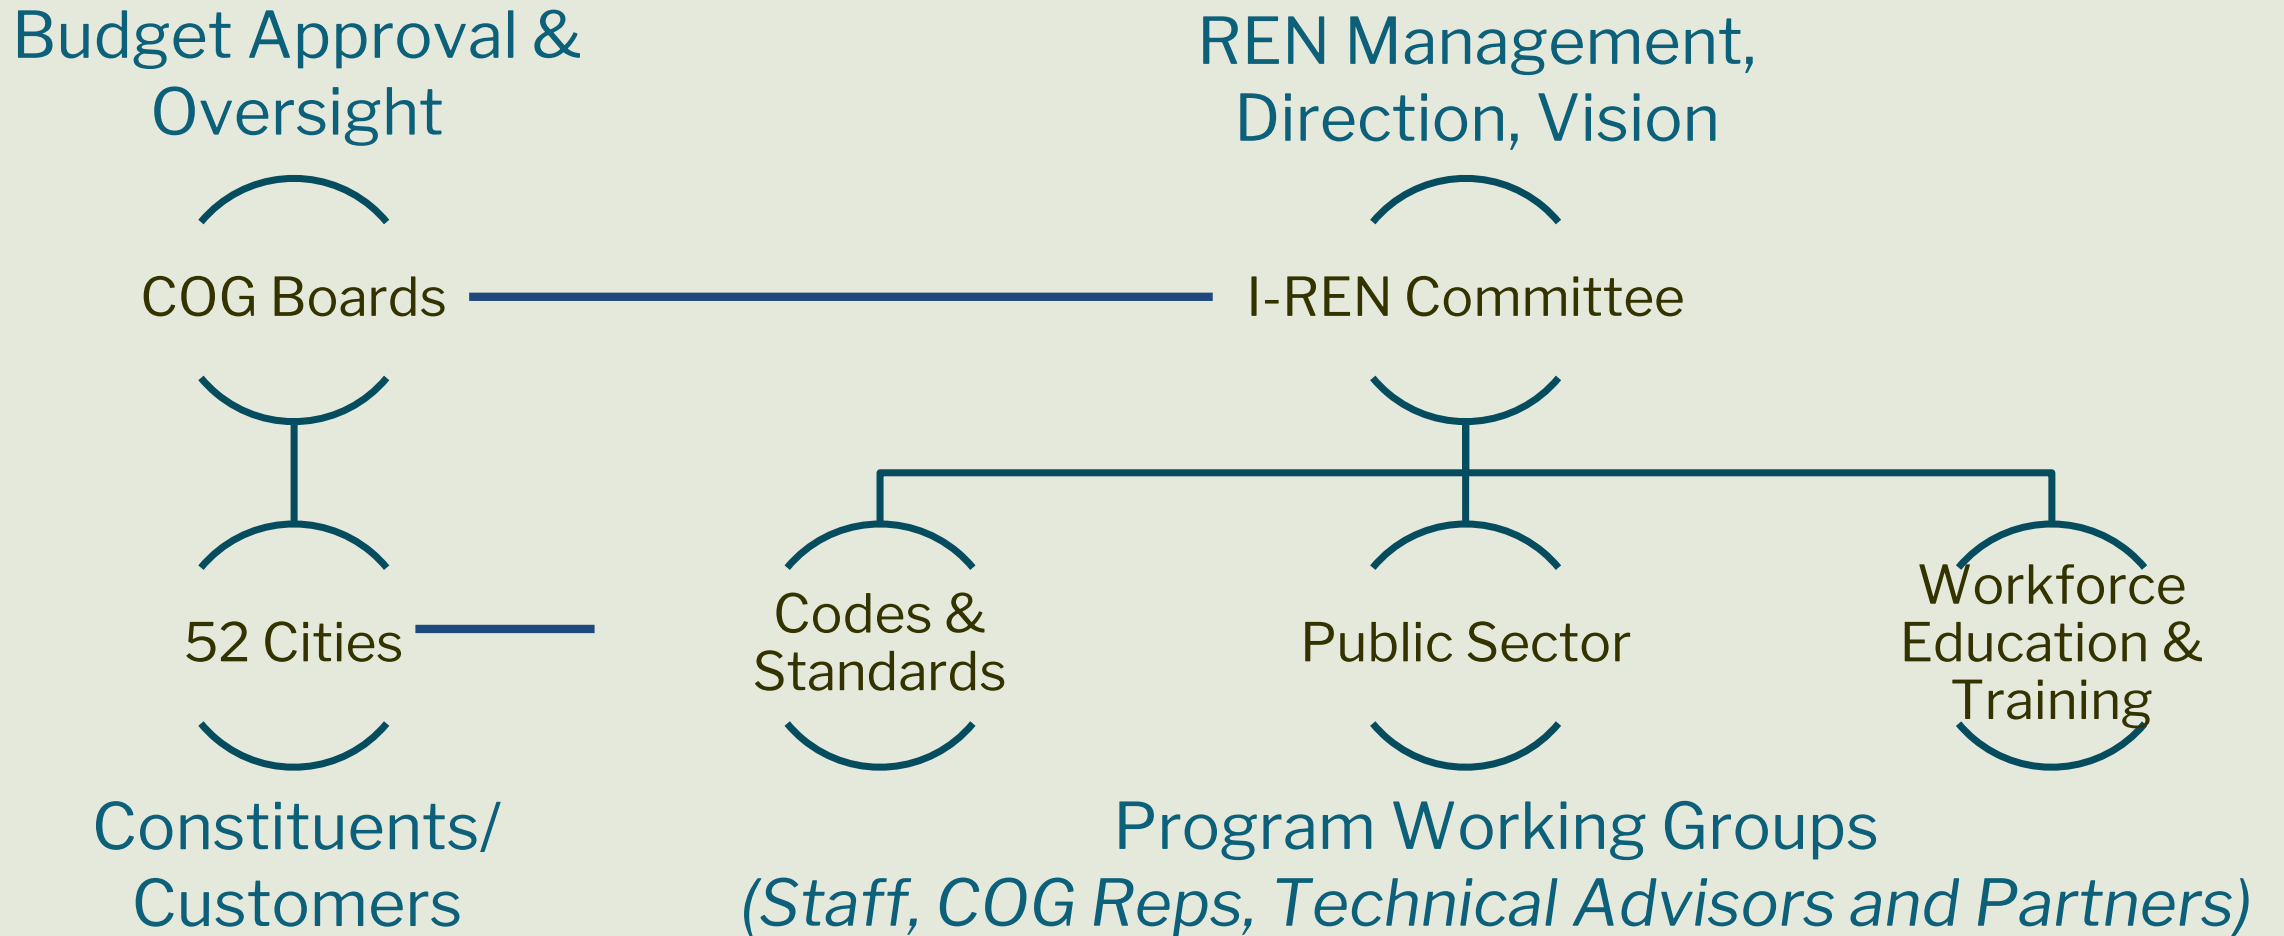 Budget Approval &
Oversight
REN Management,
Direction, Vision
COG Boards
I-REN Committee
52 Cities
Codes &
Standards
Public Sector
Workforce
Education &
Training
Constituents/
Customers
Program Working Groups
(Staff, COG Reps, Technical Advisors and Partners)